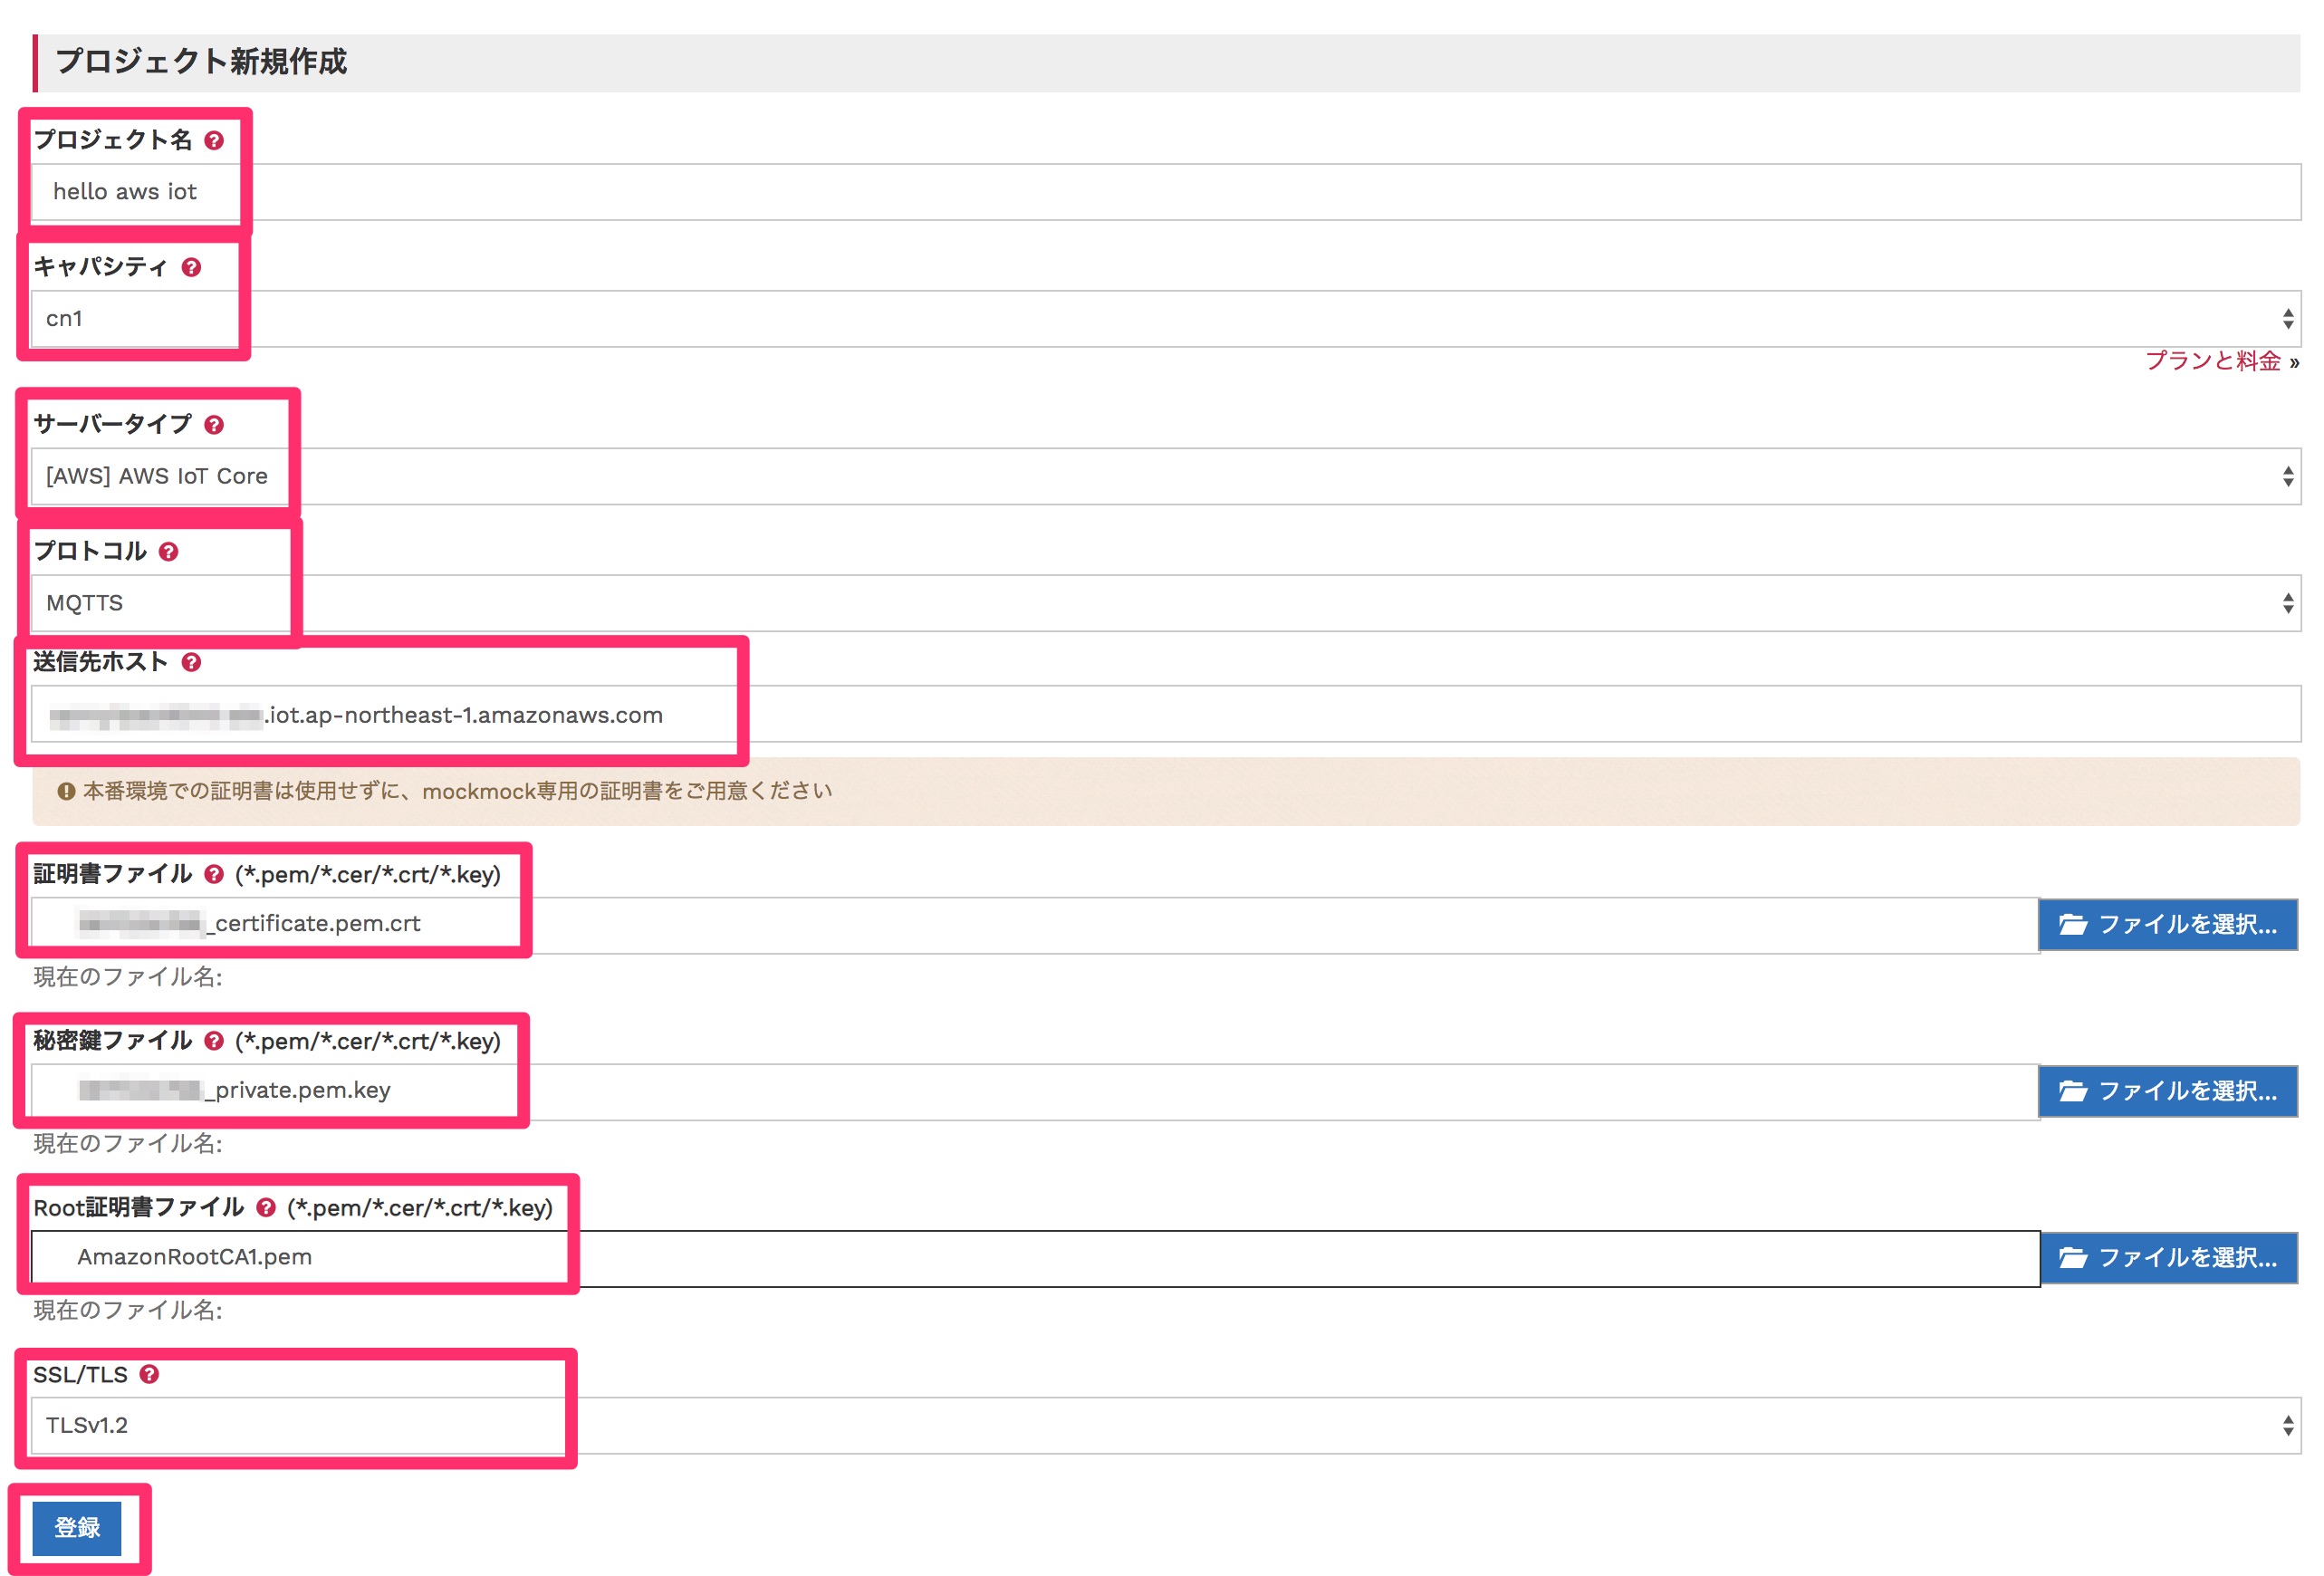 プロジェクト新規作成
プロジェクト名 ?
hello aws iot
キャパシティ ?
cn1
プランと料金 »
サーバータイプ ?
[AWS] AWS IoT Core
プロトコル ?
MQTTS
送信先ホスト ?
.iot.ap-northeast-1.amazonaws.com
本番環境での証明書は使用せずに、mockmock専用の証明書をご用意ください
証明書ファイル ? (*.pem/*.cer/*.crt/*.key)
_certificate.pem.crt
ファイルを選択...
現在のファイル名:
秘密鍵ファイル ? (*.pem/*.cer/*.crt/*.key)
_private.pem.key
ファイルを選択...
現在のファイル名:
Root証明書ファイル ? (*.pem/*.cer/*.crt/*.key)
AmazonRootCA1.pem
ファイルを選択...
現在のファイル名:
SSL/TLS ?
TLSv1.2
登録